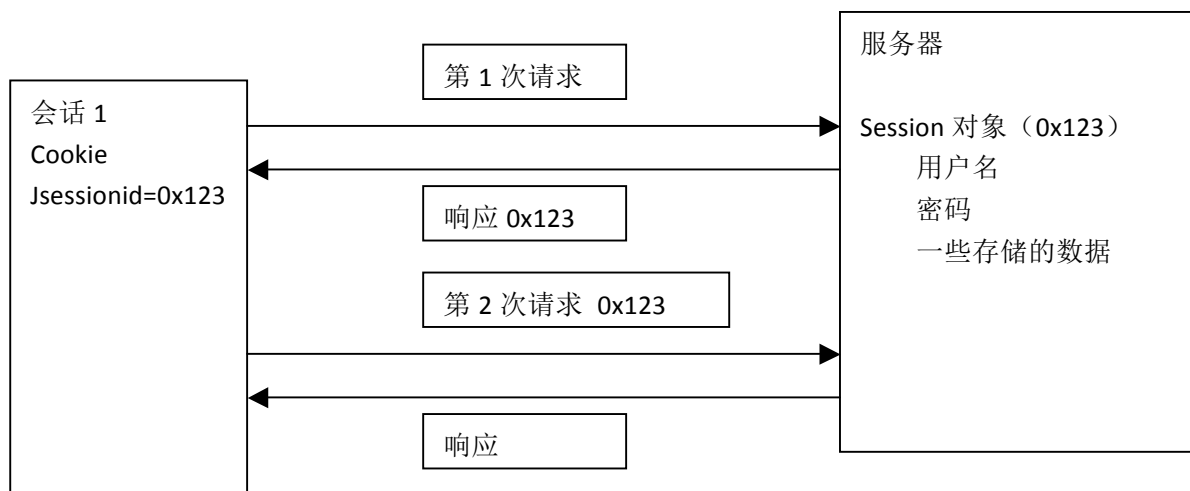 会话 1
Cookie
Jsessionid=0x123
第 1 次请求
响应 0x123
第 2 次请求 0x123
响应
服务器
Session 对象（0x123）
用户名
密码
一些存储的数据